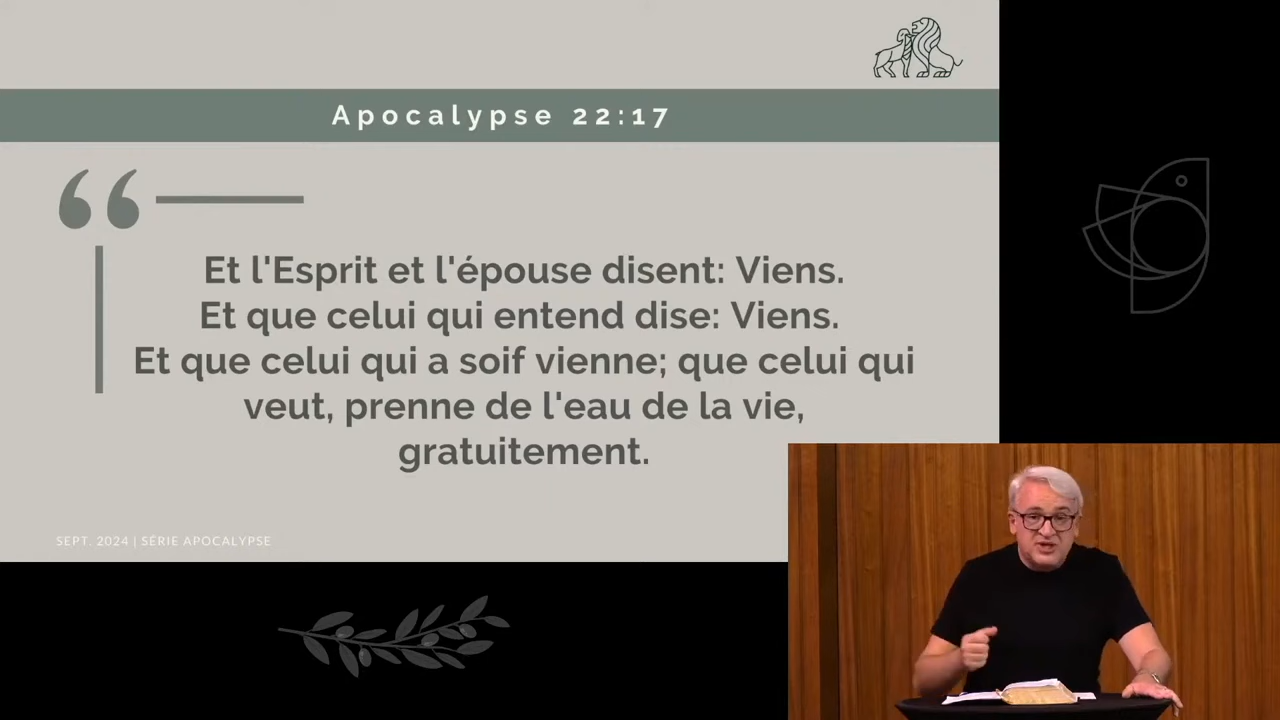 Apocalypse 22:17
Et l'Esprit et l'épouse disent: Viens.
Et que celui qui entend dise: Viens.
Et que celui qui a soif vienne; que celui qui
veut, prenne de l'eau de la vie,
gratuitement.
SEPT. 2024 | SÉRIE APOCALYPSE